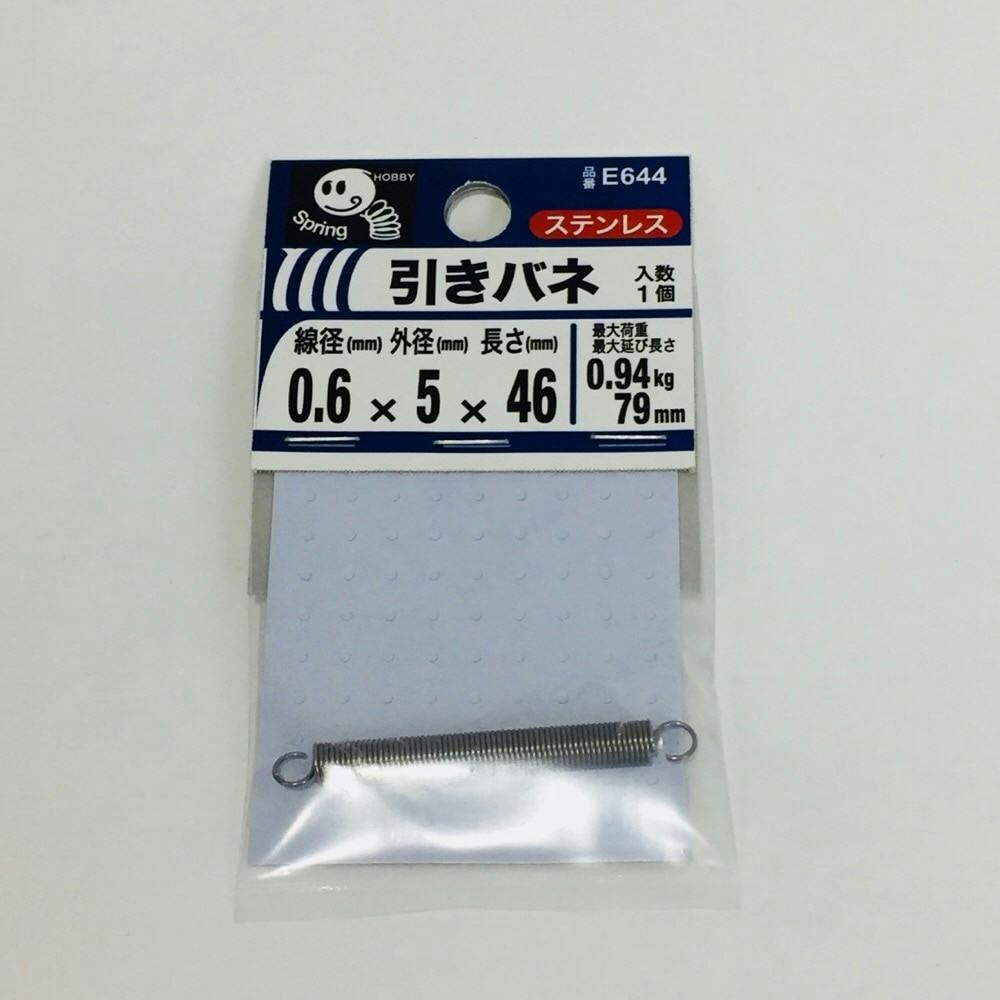 HOBBY
Spring
品番 E644
ステンレス
引きバネ
入数
1個
線径(mm) 外径(mm) 長さ(mm)
0.6 × 5 × 46
最大荷重
最大延び長さ
0.94kg
79mm